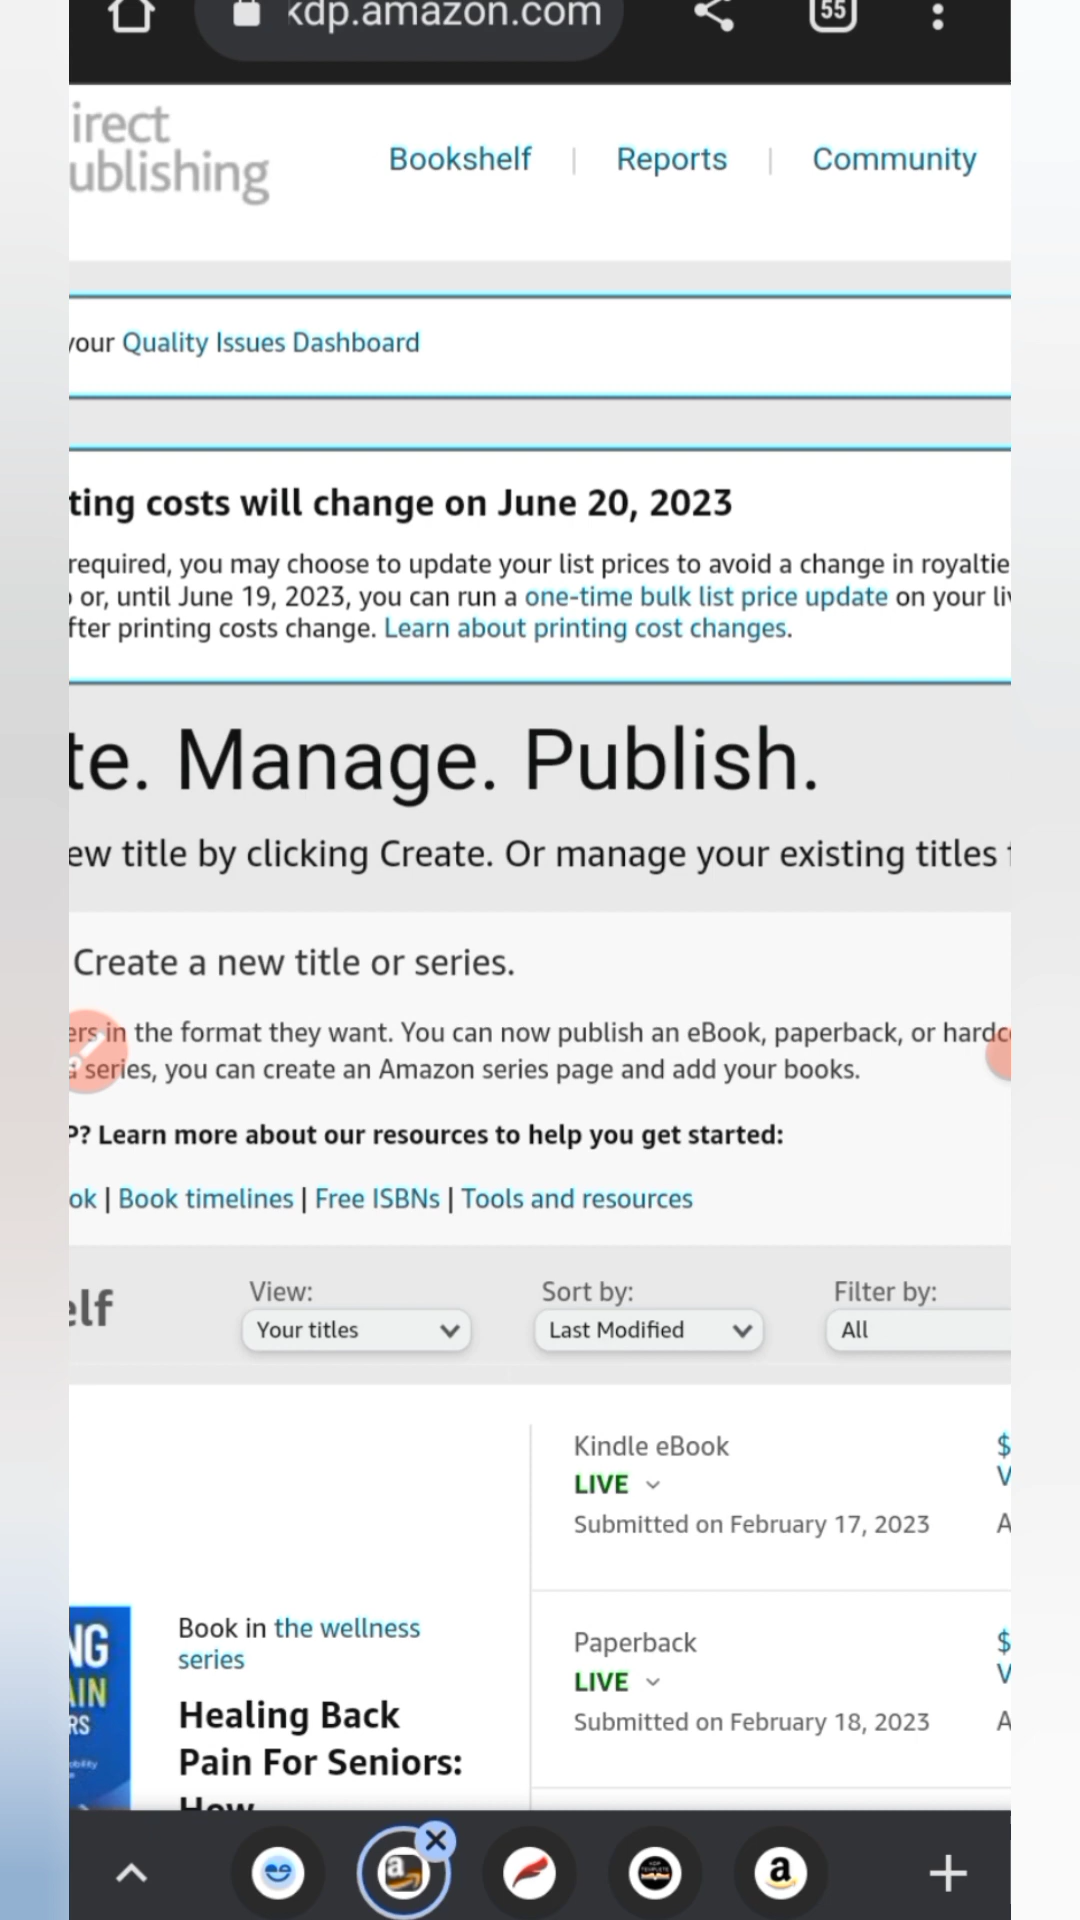 kdp.amazon.com
55
irect
ublishing
Bookshelf | Reports | Community
your Quality Issues Dashboard
ting costs will change on June 20, 2023
required, you may choose to update your list prices to avoid a change in royaltie
or, until June 19, 2023, you can run a one-time bulk list price update on your liv
fter printing costs change. Learn about printing cost changes.
te. Manage. Publish.
ew title by clicking Create. Or manage your existing titles
Create a new title or series.
ers in the format they want. You can now publish an eBook, paperback, or hardc
series, you can create an Amazon series page and add your books.
P? Learn more about our resources to help you get started:
ok | Book timelines | Free ISBNs | Tools and resources
elf
View:
Sort by:
Filter by:
Your titles
Last Modified
All
Kindle eBook
$
LIVE
V
Submitted on February 17, 2023
A
Book in the wellness
series
Healing Back
Pain For Seniors:
How
NG
AIN
RS
Paperback
$
LIVE
V
Submitted on February 18, 2023
A
a
a